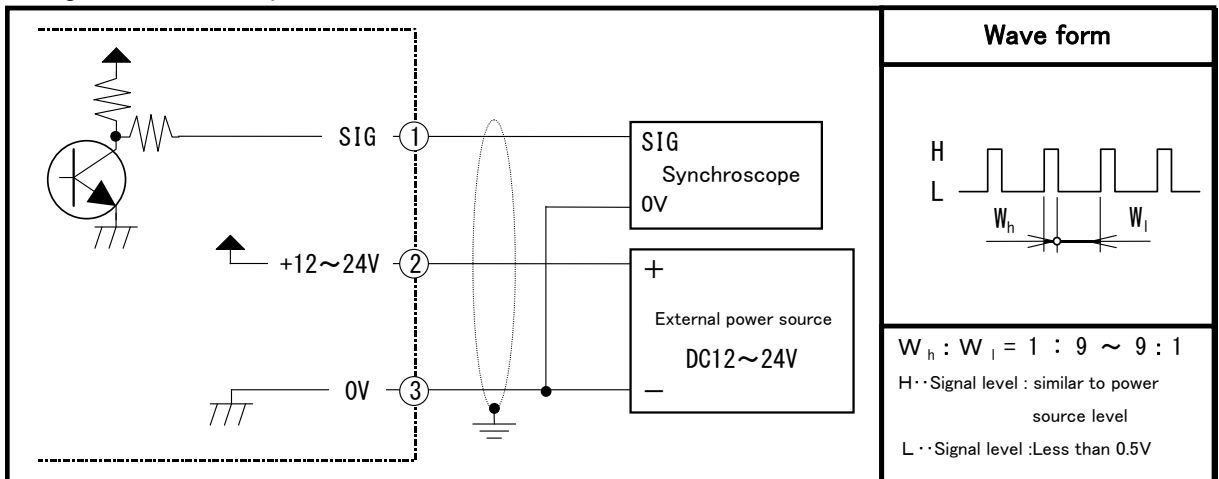 Wave form
SIG ①
SIG
Synchroscope
0V
+12～24V ②
+
External power source
DC12～24V
0V ③
−
H
L
Wₕ
Wₗ
Wₕ : Wₗ = 1 : 9 ～ 9 : 1
H‥Signal level : similar to power
source level
L‥Signal level :Less than 0.5V